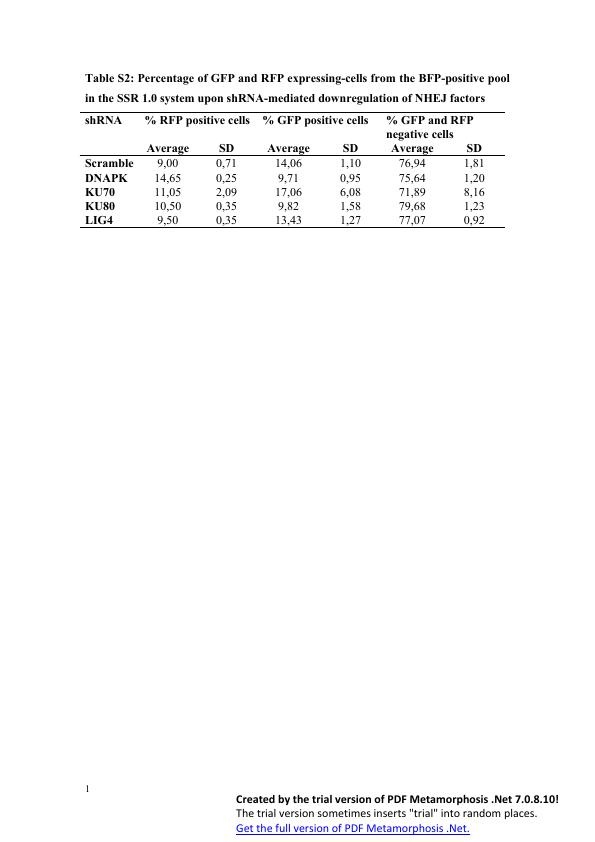 Table S2: Percentage of GFP and RFP expressing-cells from the BFP-positive pool
in the SSR 1.0 system upon shRNA-mediated downregulation of NHEJ factors
shRNA % RFP positive cells % GFP positive cells % GFP and RFP
negative cells
Average SD Average SD Average SD
Scramble 9,00 0,71 14,06 1,10 76,94 1,81
DNAPK 14,65 0,25 9,71 0,95 75,64 1,20
KU70 11,05 2,09 17,06 6,08 71,89 8,16
KU80 10,50 0,35 9,82 1,58 79,68 1,23
LIG4 9,50 0,35 13,43 1,27 77,07 0,92
1
Created by the trial version of PDF Metamorphosis .Net 7.0.8.10!
The trial version sometimes inserts "trial" into random places.
Get the full version of PDF Metamorphosis .Net.